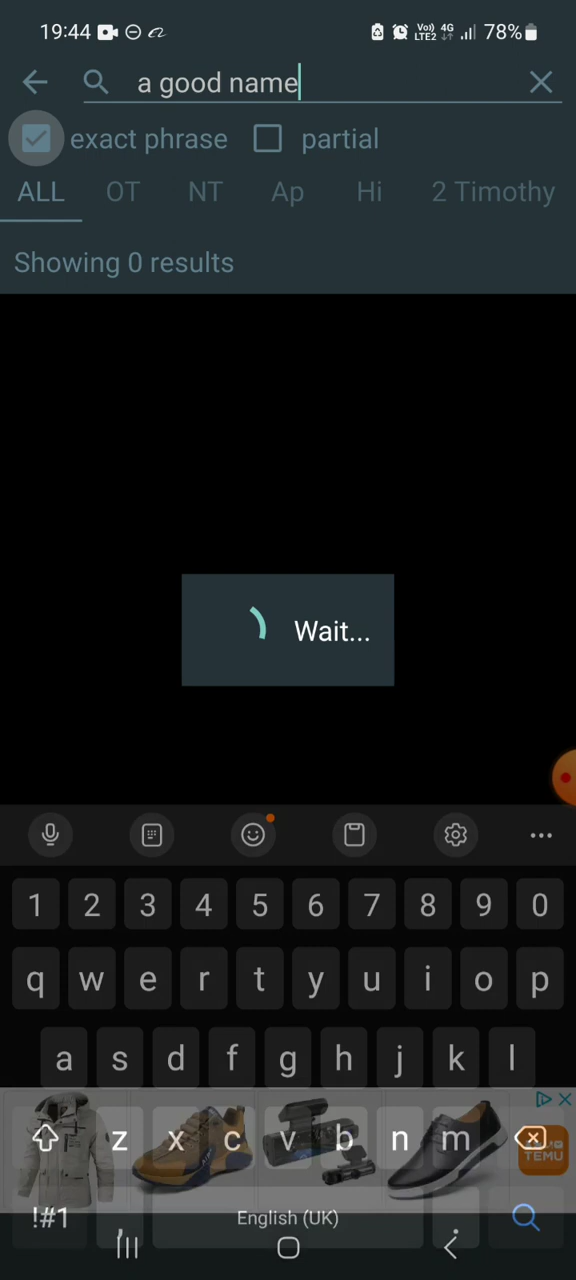 19:44 Vo)) LTE2 4G 78%
a good name
exact phrase partial
ALL OT NT Ap Hi 2 Timothy
Showing 0 results
Wait...
1 2 3 4 5 6 7 8 9 0
q w e r t y u i o p
a s d f g h j k l
z x c v b n m
TEMU
!#1 , English (UK) .